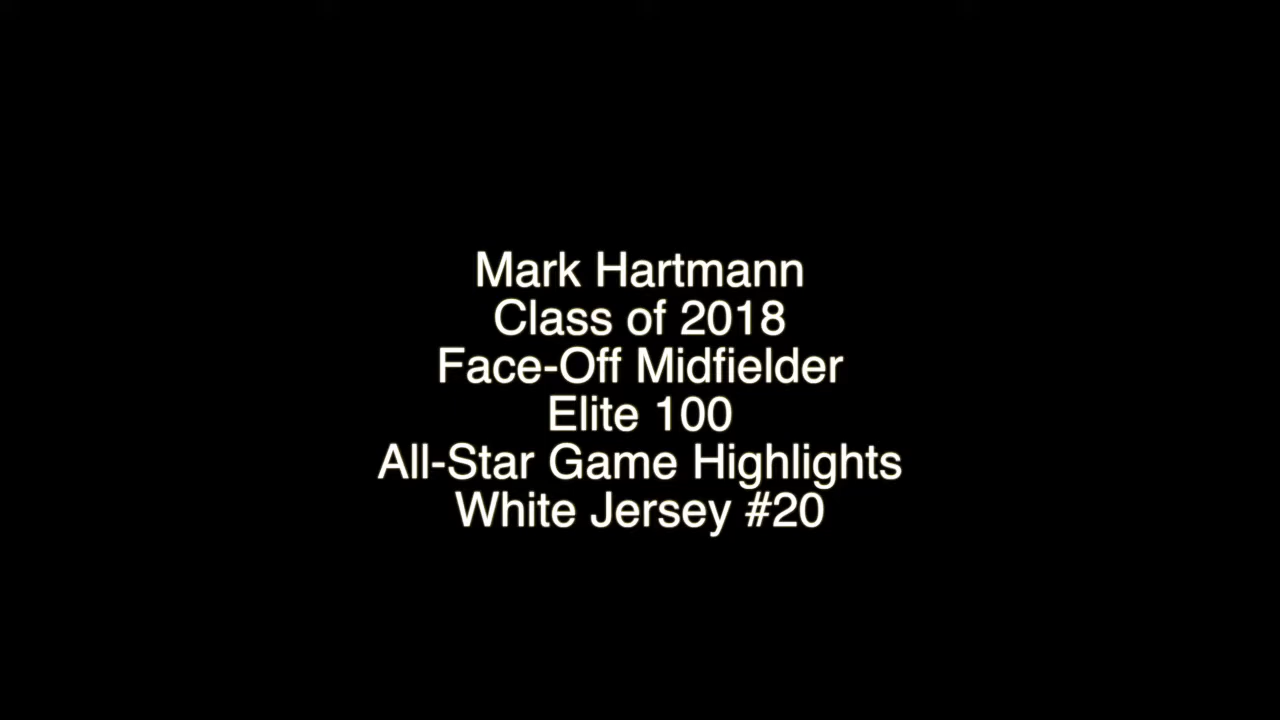 Mark Hartmann
Class of 2018
Face-Off Midfielder
Elite 100
All-Star Game Highlights
White Jersey #20